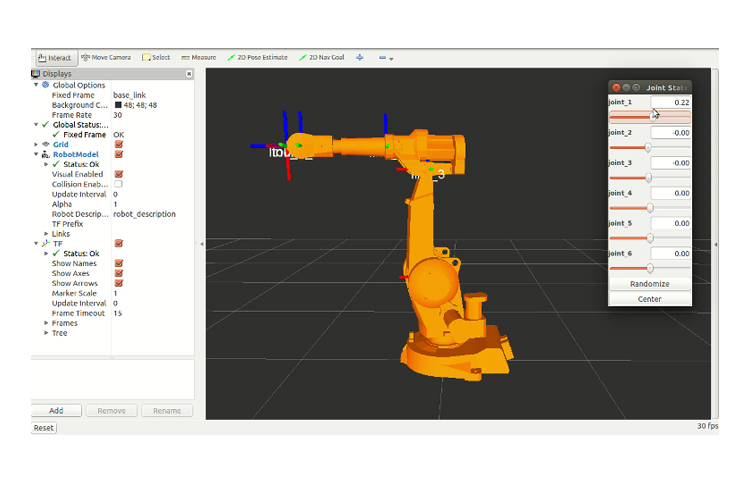 Interact Move Camera Select Measure 2D Pose Estimate 2D Nav Goal
Displays
Global Options
Fixed Frame base_link
Background C... 48; 48; 48
Frame Rate 30
Global Status:...
Fixed Frame OK
Grid
RobotModel
Status: Ok
Visual Enabled
Collision Enab...
Update Interval 0
Alpha 1
Robot Descrip... robot_description
TF Prefix
Links
TF
Status: Ok
Show Names
Show Axes
Show Arrows
Marker Scale 1
Update Interval 0
Frame Timeout 15
Frames
Tree
Add Remove Rename
Reset
Joint Stat
joint_1 0.22
joint_2 -0.00
joint_3 -0.00
joint_4 0.00
joint_5 0.00
joint_6 0.00
Randomize
Center
30 fps